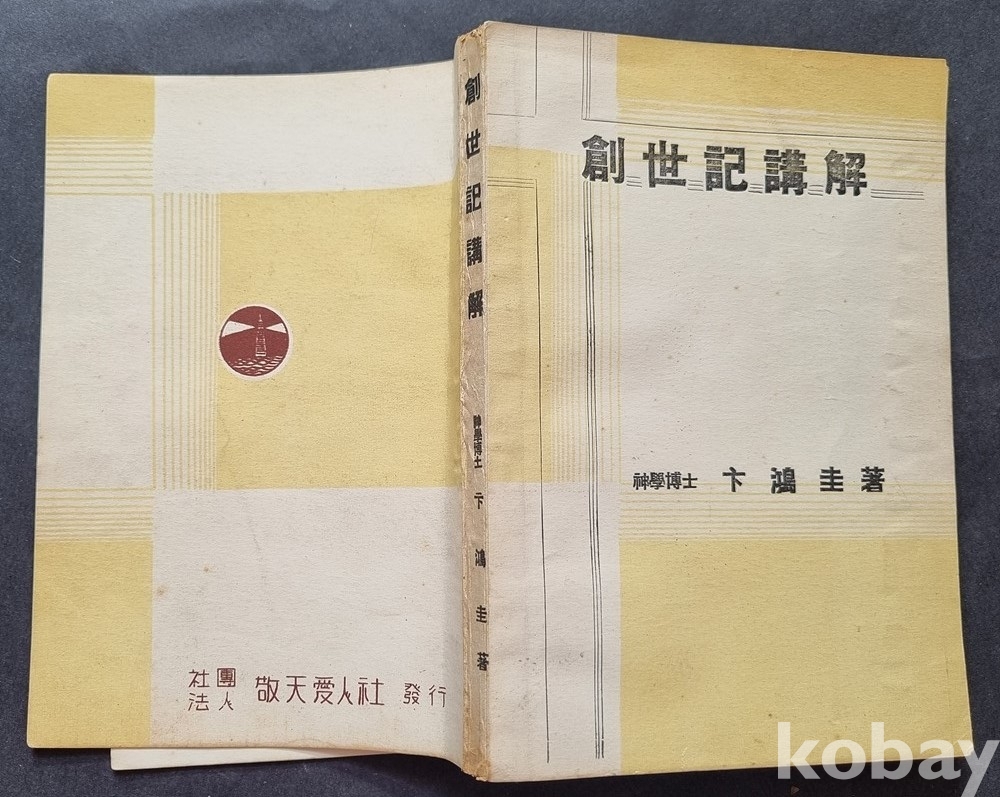 創世記講解
神學博士 卞鴻圭著
創世記講解 神學博士 卞鴻圭著
社團法人 敬天愛人社 發行
kobay